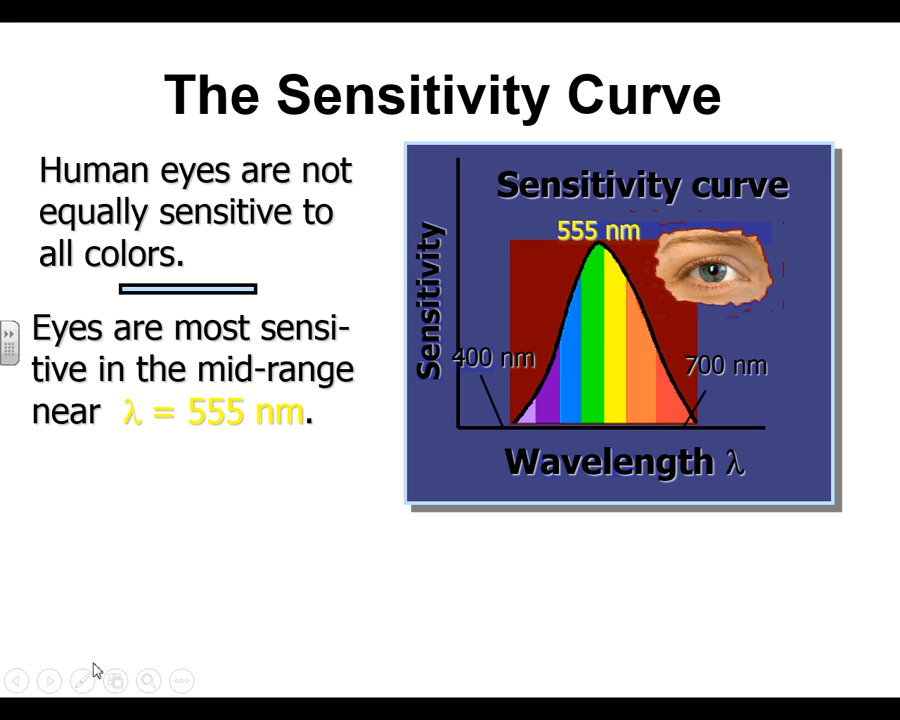 The Sensitivity Curve
Human eyes are not
equally sensitive to
all colors.
Eyes are most sensi-
tive in the mid-range
near λ = 555 nm.
Sensitivity curve
555 nm
Sensitivity
400 nm
700 nm
Wavelength λ